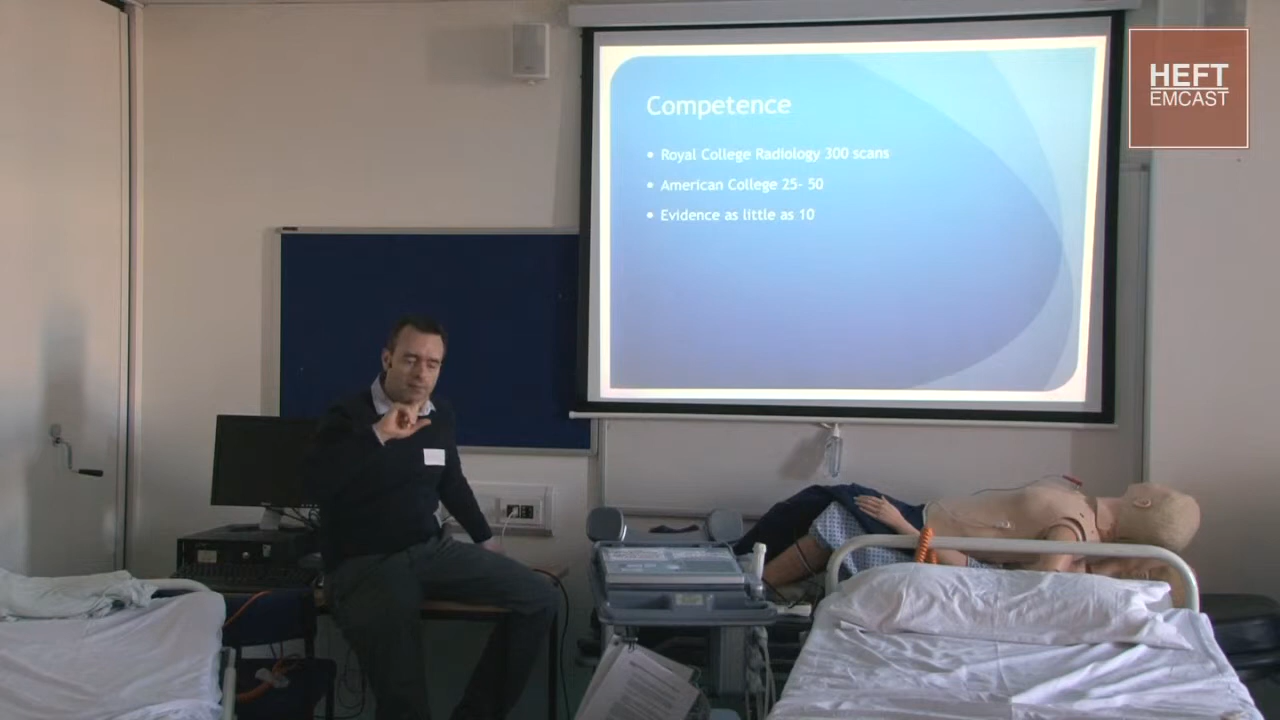 HEFT
EMCAST
Competence
• Royal College Radiology 300 scans
• American College 25- 50
• Evidence as little as 10